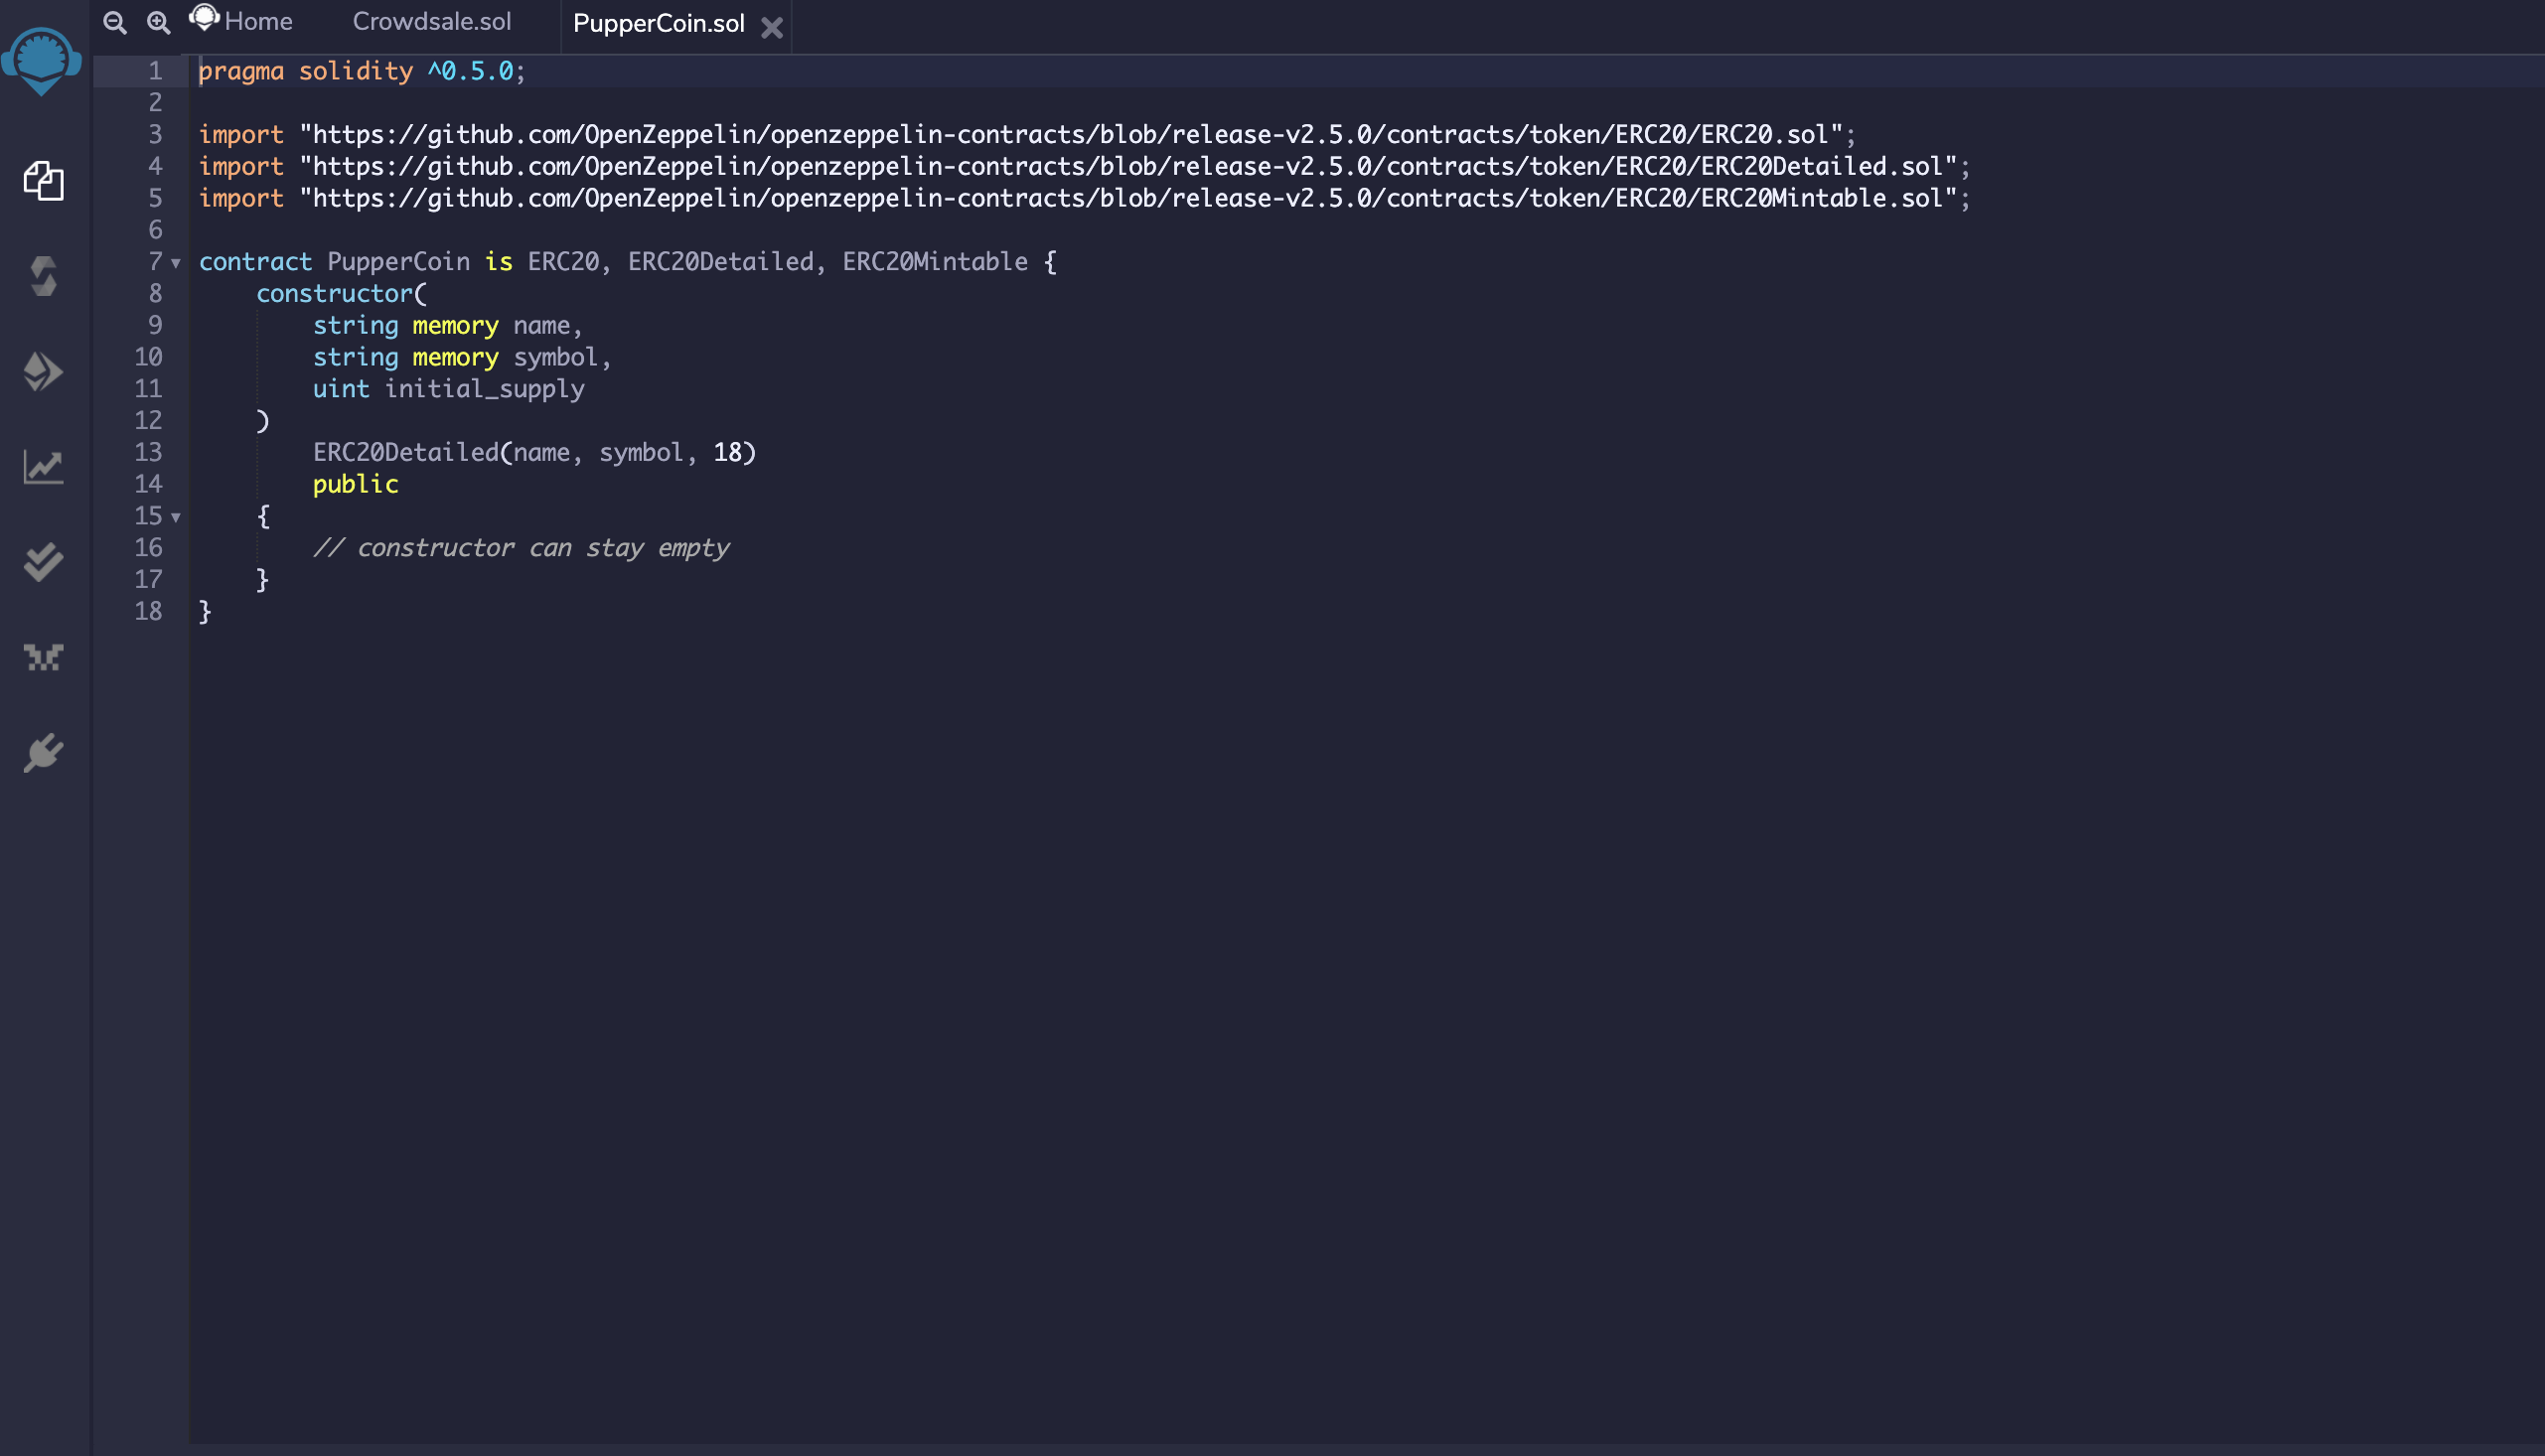 Home Crowdsale.sol PupperCoin.sol
1 pragma solidity ^0.5.0;
2
3 import "https://github.com/OpenZeppelin/openzeppelin-contracts/blob/release-v2.5.0/contracts/token/ERC20/ERC20.sol";
4 import "https://github.com/OpenZeppelin/openzeppelin-contracts/blob/release-v2.5.0/contracts/token/ERC20/ERC20Detailed.sol";
5 import "https://github.com/OpenZeppelin/openzeppelin-contracts/blob/release-v2.5.0/contracts/token/ERC20/ERC20Mintable.sol";
6
7 contract PupperCoin is ERC20, ERC20Detailed, ERC20Mintable {
8     constructor(
9         string memory name,
10         string memory symbol,
11         uint initial_supply
12     )
13         ERC20Detailed(name, symbol, 18)
14         public
15     {
16         // constructor can stay empty
17     }
18 }